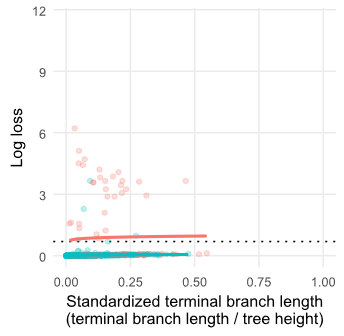 12
9
6
3
0
Log loss
0.00 0.25 0.50 0.75 1.00
Standardized terminal branch length
(terminal branch length / tree height)